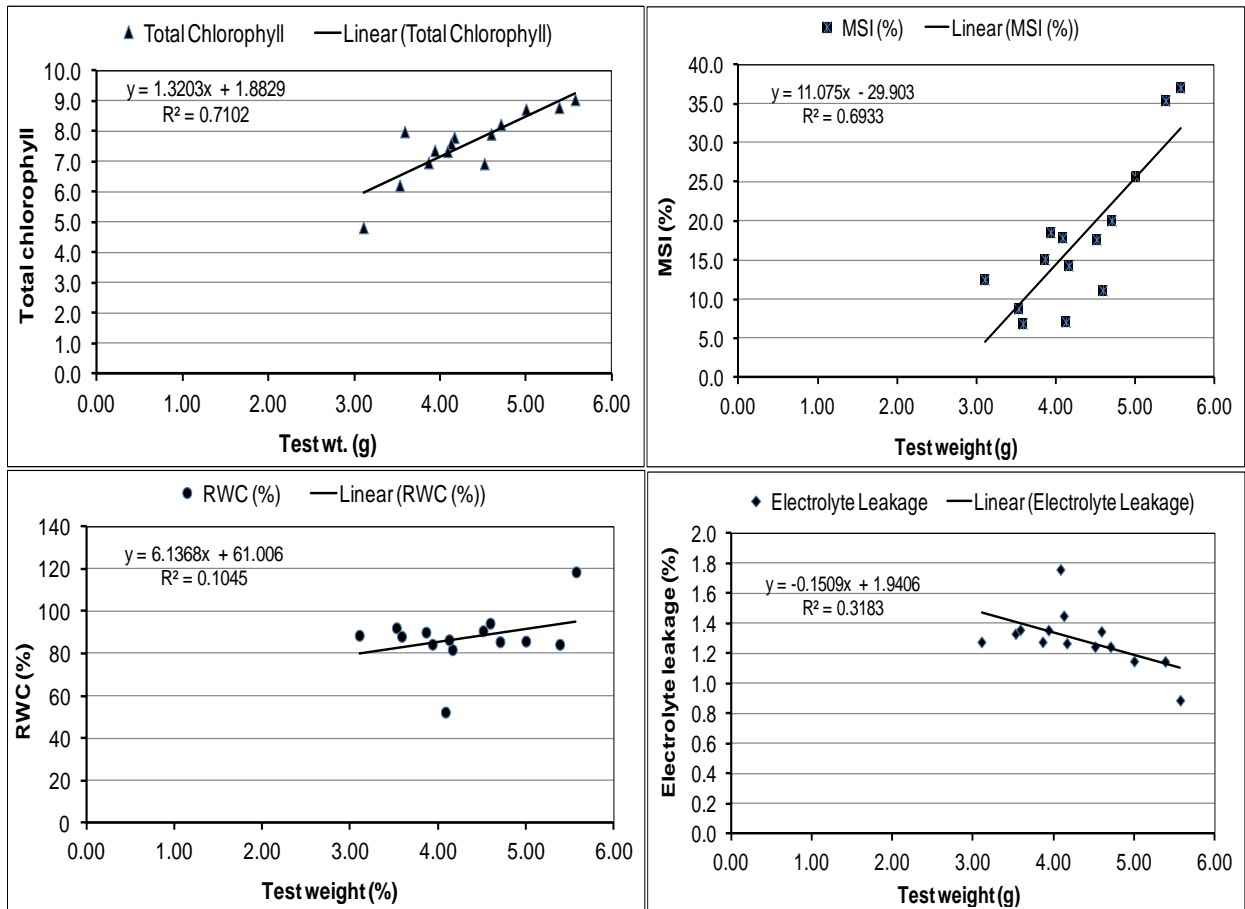 Total Chlorophyll Linear (Total Chlorophyll)
y = 1.3203x + 1.8829
R² = 0.7102
Total chlorophyll
10.0
9.0
8.0
7.0
6.0
5.0
4.0
3.0
2.0
1.0
0.0
0.00 1.00 2.00 3.00 4.00 5.00 6.00
Test wt. (g)
MSI (%) Linear (MSI (%))
y = 11.075x - 29.903
R² = 0.6933
MSI (%)
40.0
35.0
30.0
25.0
20.0
15.0
10.0
5.0
0.0
0.00 1.00 2.00 3.00 4.00 5.00 6.00
Test weight (g)
RWC (%) Linear (RWC (%))
y = 6.1368x + 61.006
R² = 0.1045
RWC (%)
140
120
100
80
60
40
20
0
0.00 1.00 2.00 3.00 4.00 5.00 6.00
Test weight (%)
Electrolyte Leakage Linear (Electrolyte Leakage)
y = -0.1509x + 1.9406
R² = 0.3183
Electrolyte leakage (%)
2.0
1.8
1.6
1.4
1.2
1.0
0.8
0.6
0.4
0.2
0.0
0.00 1.00 2.00 3.00 4.00 5.00 6.00
Test weight (g)